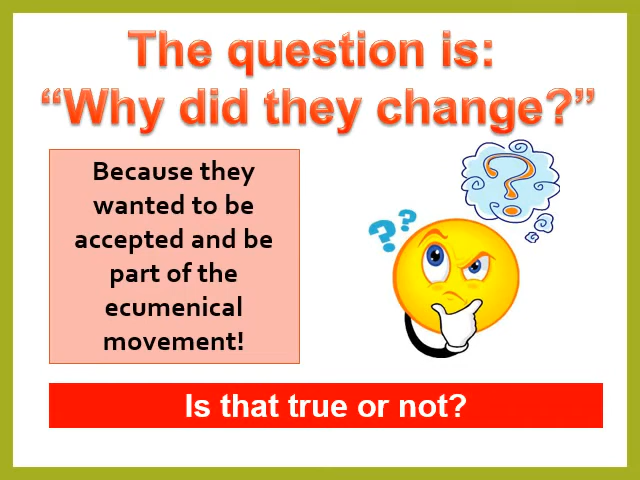 The question is:
“Why did they change?”
Because they
wanted to be
accepted and be
part of the
ecumenical
movement!
? ? ?
Is that true or not?